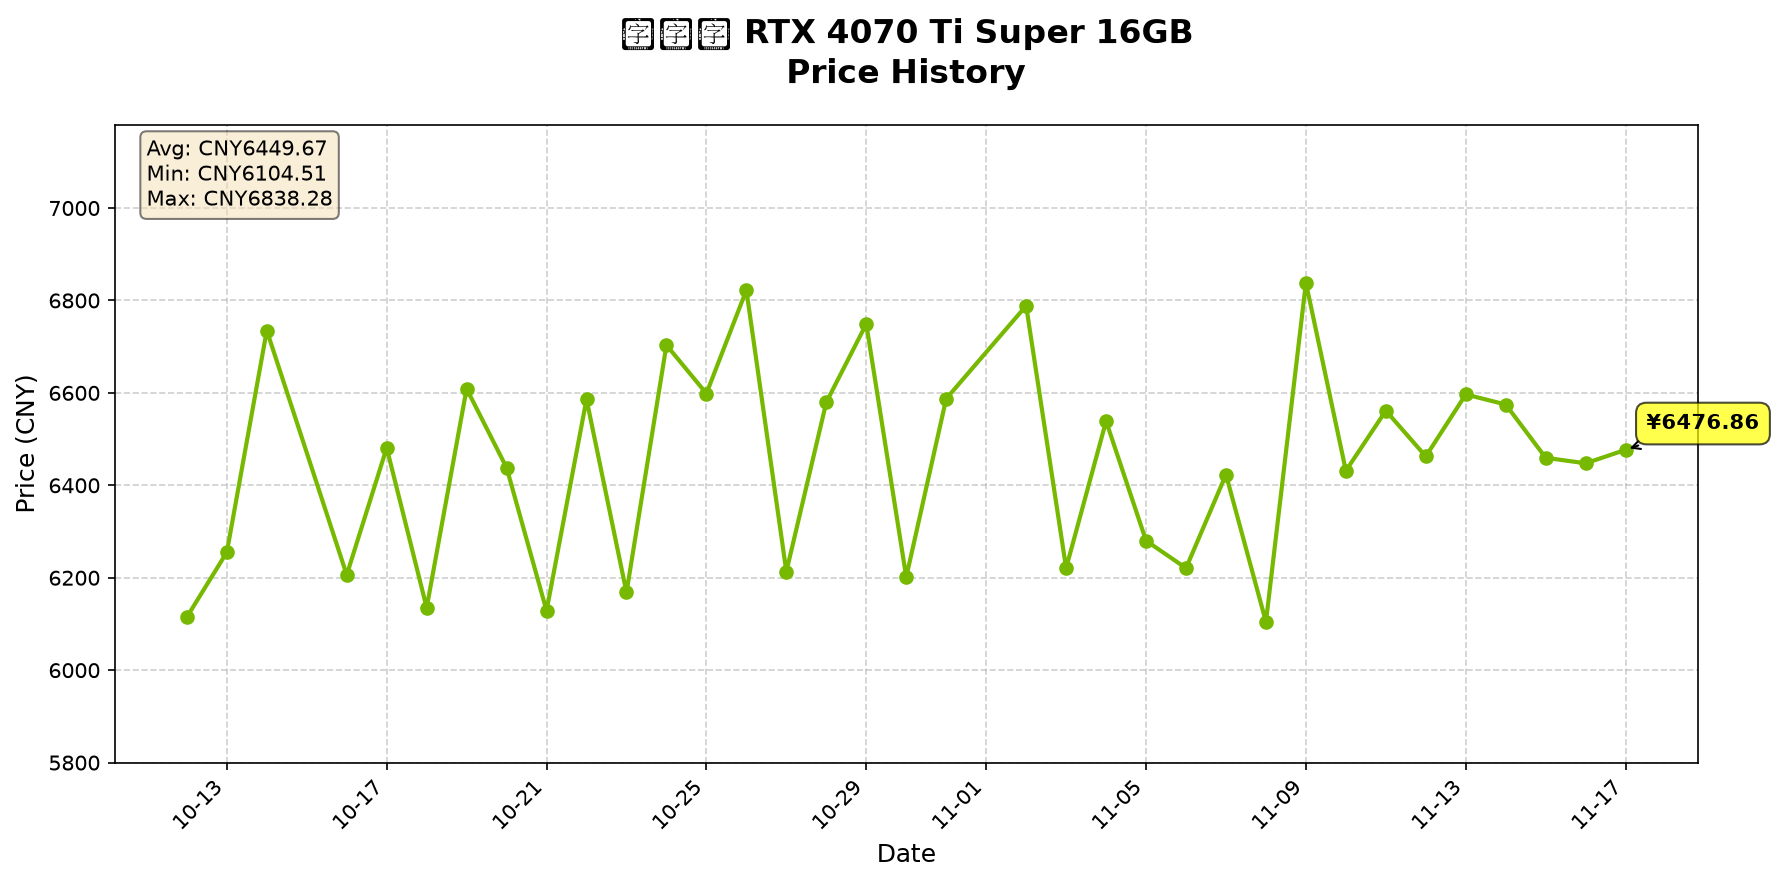 RTX 4070 Ti Super 16GB
Price History
Avg: CNY6449.67
Min: CNY6104.51
Max: CNY6838.28
Price (CNY)
7000
6800
6600
6400
6200
6000
5800
¥6476.86
10-13
10-17
10-21
10-25
10-29
11-01
11-05
11-09
11-13
11-17
Date